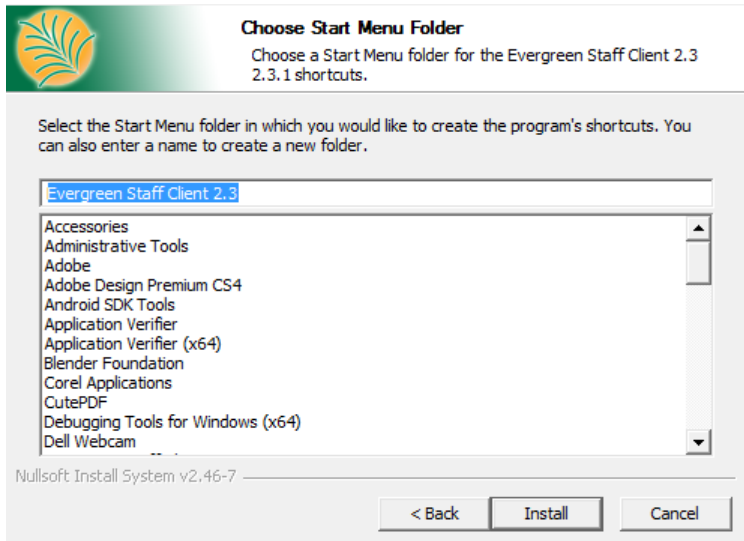 Choose Start Menu Folder
Choose a Start Menu folder for the Evergreen Staff Client 2.3
2.3.1 shortcuts.
Select the Start Menu folder in which you would like to create the program's shortcuts. You
can also enter a name to create a new folder.
Evergreen Staff Client 2.3
Accessories
Administrative Tools
Adobe
Adobe Design Premium CS4
Android SDK Tools
Application Verifier
Application Verifier (x64)
Blender Foundation
Corel Applications
CutePDF
Debugging Tools for Windows (x64)
Dell Webcam
Nullsoft Install System v2.46-7
< Back Install Cancel